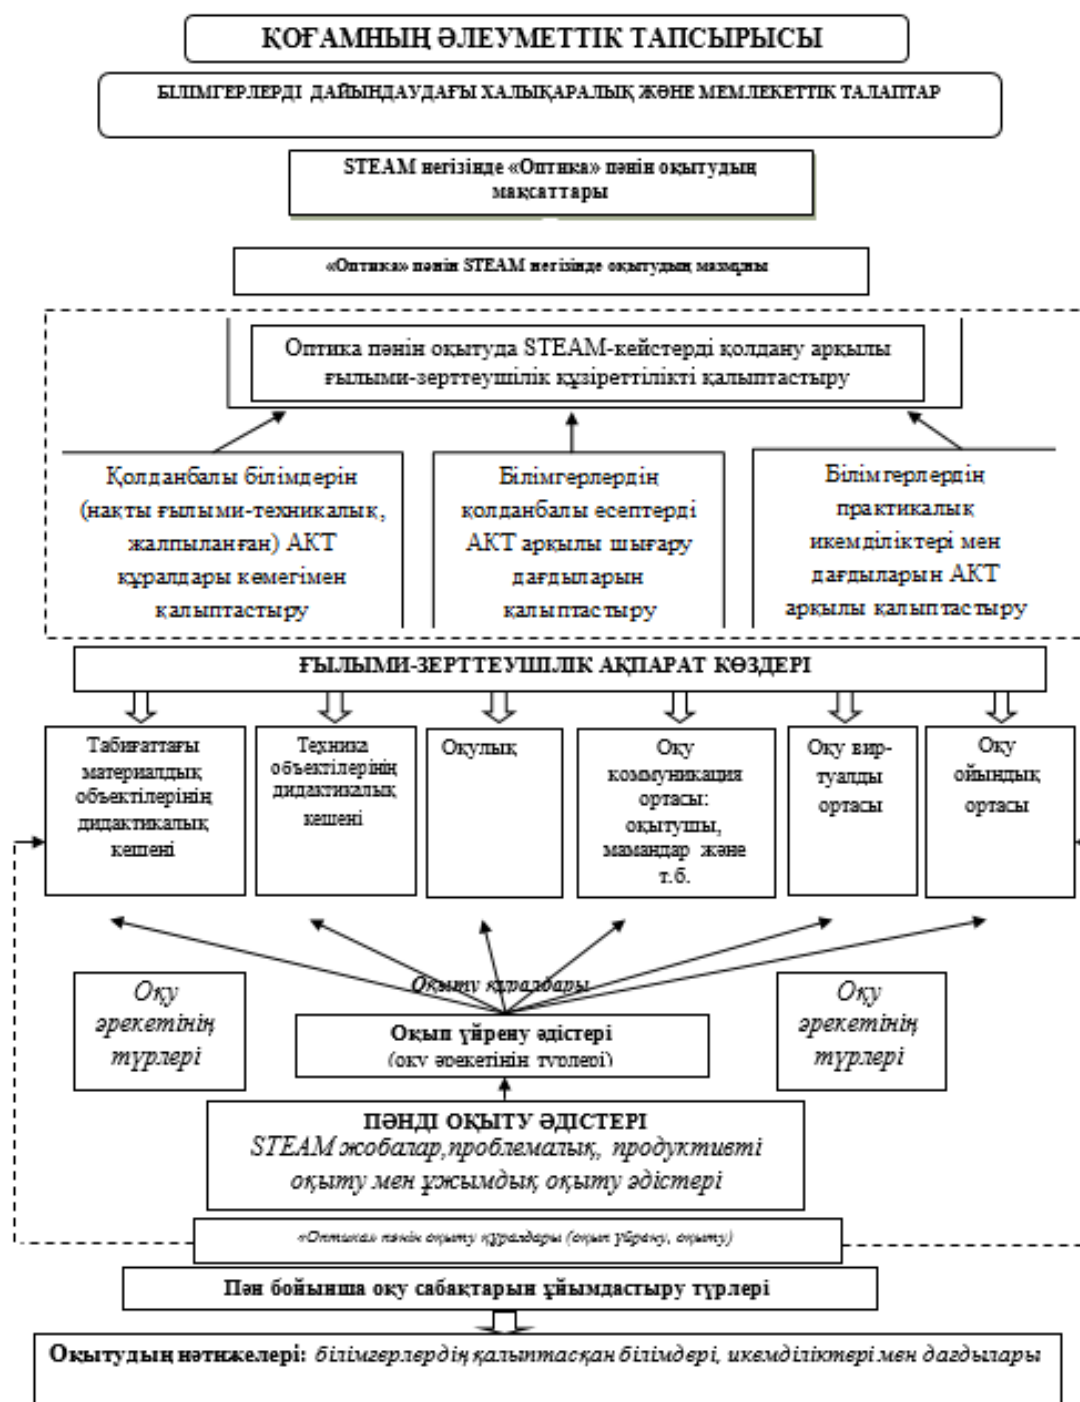 ҚОҒАМНЫҢ ӘЛЕУМЕТТІК ТАПСЫРЫСЫ
БІЛІМГЕРЛЕРДІ ДАЙЫНДАУДАҒЫ ХАЛЫҚАРАЛЫҚ ЖӘНЕ МЕМЛЕКЕТТІК ТАЛАПТАР
STEAM негізінде «Оптика» пәнін оқытудың
мақсаттары
«Оптика» пәнін STEAM негізінде оқытудың мазмұны
Оптика пәнін оқытуда STEAM-кейстерді қолдану арқылы
ғылыми-зерттеушілік құзіреттілікті қалыптастыру
Қолданбалы білімдерін
(нақты ғылыми-техникалық,
жалпыланған) АКТ
құралдары көмегімен
қалыптастыру
Білімгерлердің
қолданбалы есептерді
АКТ арқылы шығару
дағдыларын
қалыптастыру
Білімгерлердің
практикалық
икемділіктері мен
дағдыларын АКТ
арқылы қалыптастыру
ҒЫЛЫМИ-ЗЕРТТЕУШІЛІК АҚПАРАТ КӨЗДЕРІ
Табиғаттағы
материалдық
объектілерінің
дидактикалық
кешені
Техника
объектілерінің
дидактикалық
кешені
Оқулық
Оқу
коммуникация
ортасы:
оқытушы,
мамандар және
т.б.
Оқу вир-
туалды
ортасы
Оқу
ойындық
ортасы
Оқыту құралдары
Оқу
әрекетінің
түрлері
Оқып үйрену әдістері
(оқу әрекетінің түрлері)
Оқу
әрекетінің
түрлері
ПӘНДІ ОҚЫТУ ӘДІСТЕРІ
STEAM жобалар,проблемалық, продуктивті
оқыту мен ұжымдық оқыту әдістері
«Оптика» пәнін оқыту құралдары (оқып үйрену, оқыту)
Пән бойынша оқу сабақтарын ұйымдастыру түрлері
Оқытудың нәтижелері: білімгерлердің қалыптасқан білімдері, икемділіктері мен дағдылары